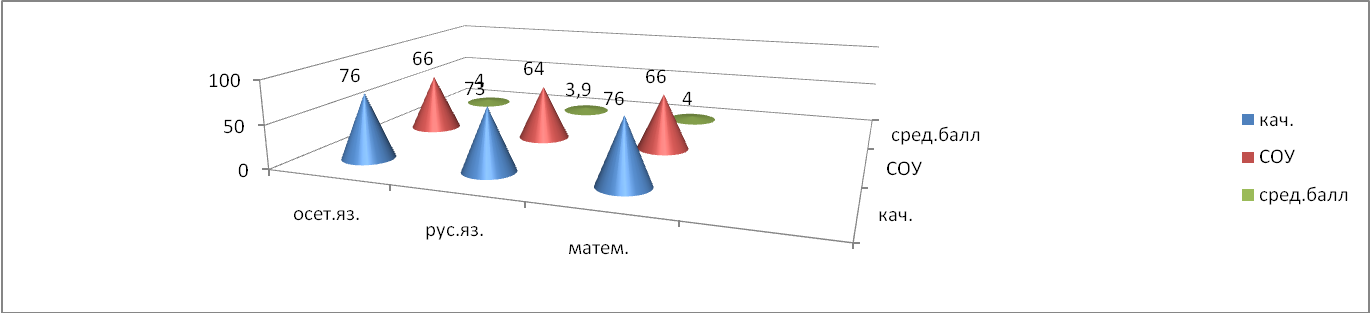 100
50
0
76
66
4
73
64
3,9
76
66
4
осет.яз.
рус.яз.
матем.
сред.балл
СОУ
кач.
кач.
СОУ
сред.балл